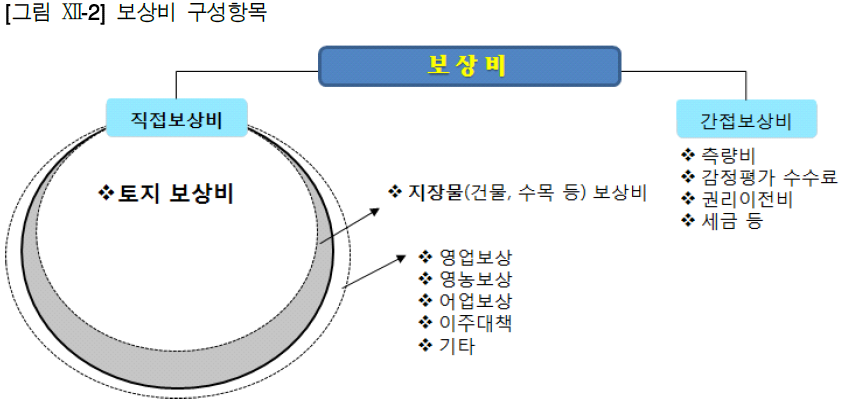 [그림 Ⅻ-2] 보상비 구성항목
보 상 비
직접보상비
간접보상비
❖ 토지 보상비
❖ 지장물(건물, 수목 등) 보상비
❖ 영업보상
❖ 영농보상
❖ 어업보상
❖ 이주대책
❖ 기타
❖ 측량비
❖ 감정평가 수수료
❖ 권리이전비
❖ 세금 등